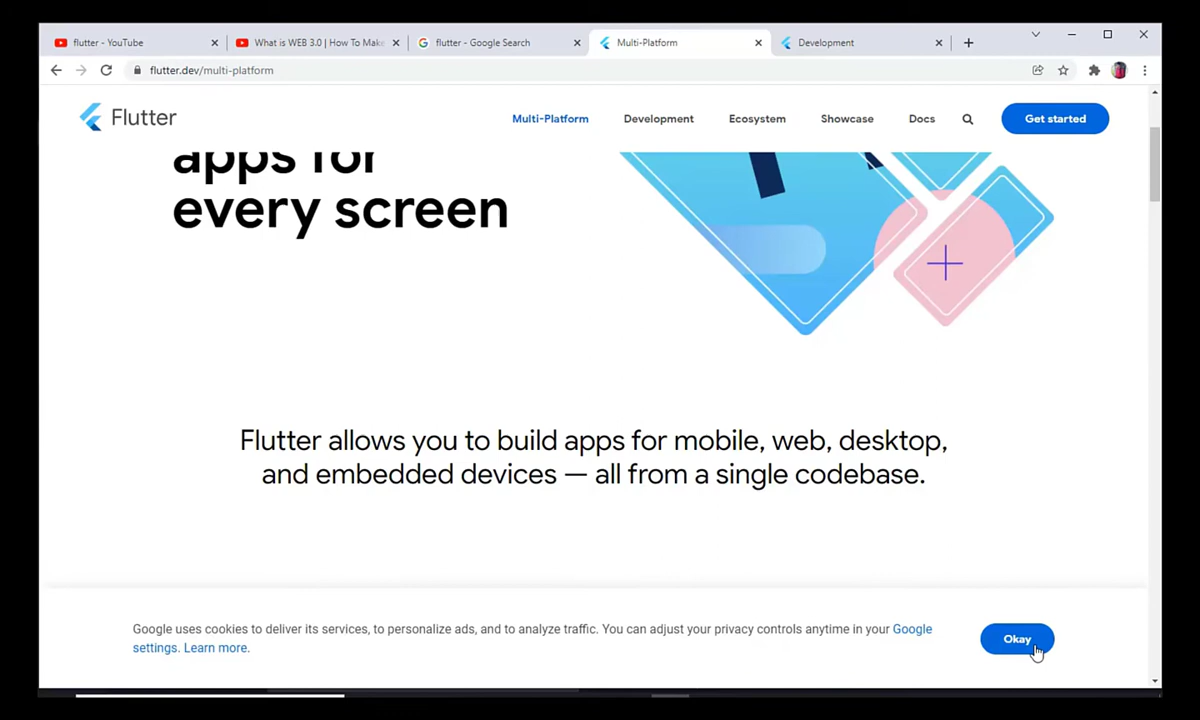 flutter - YouTube
What is WEB 3.0 | How To Make
flutter - Google Search
Multi-Platform
Development
flutter.dev/multi-platform
Flutter
Multi-Platform
Development
Ecosystem
Showcase
Docs
Get started
apps for
every screen
Flutter allows you to build apps for mobile, web, desktop,
and embedded devices — all from a single codebase.
Google uses cookies to deliver its services, to personalize ads, and to analyze traffic. You can adjust your privacy controls anytime in your Google
settings. Learn more.
Okay